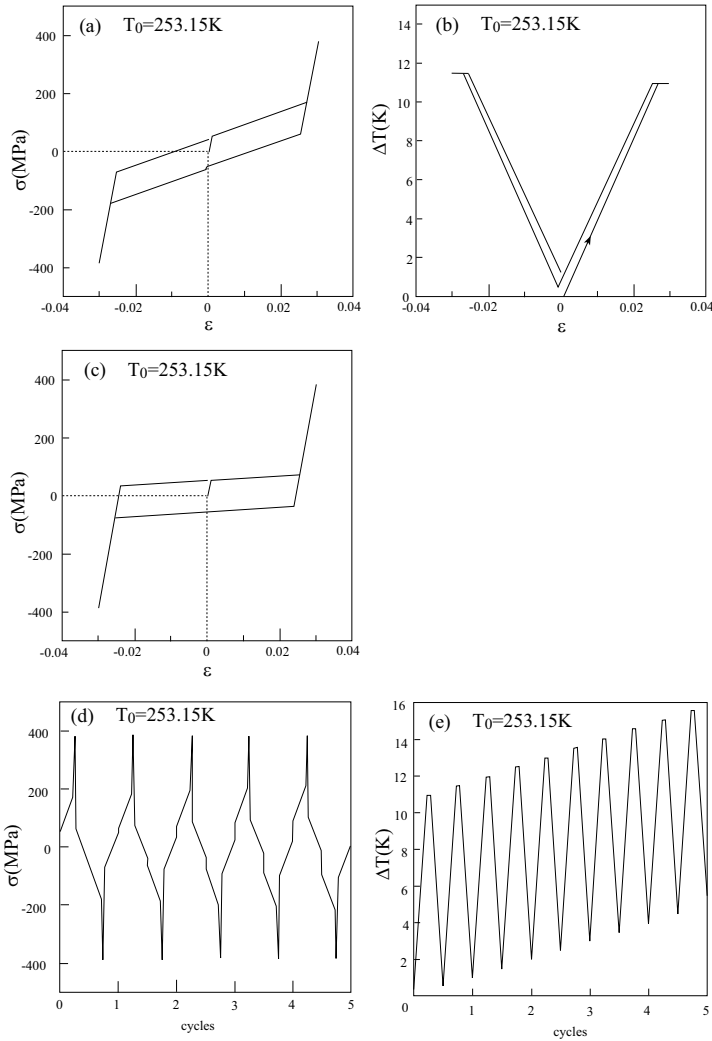 (a) T0=253.15K
400
200
0
-200
-400
σ(MPa)
-0.04 -0.02 0 0.02 0.04
ε
(b) T0=253.15K
14
12
10
8
6
4
2
0
ΔT(K)
-0.04 -0.02 0 0.02 0.04
ε
(c) T0=253.15K
400
200
0
-200
-400
σ(MPa)
-0.04 -0.02 0 0.02 0.04
ε
(d) T0=253.15K
400
200
0
-200
-400
σ(MPa)
0 1 2 3 4 5
cycles
(e) T0=253.15K
16
14
12
10
8
6
4
2
0
ΔT(K)
1 2 3 4 5
cycles